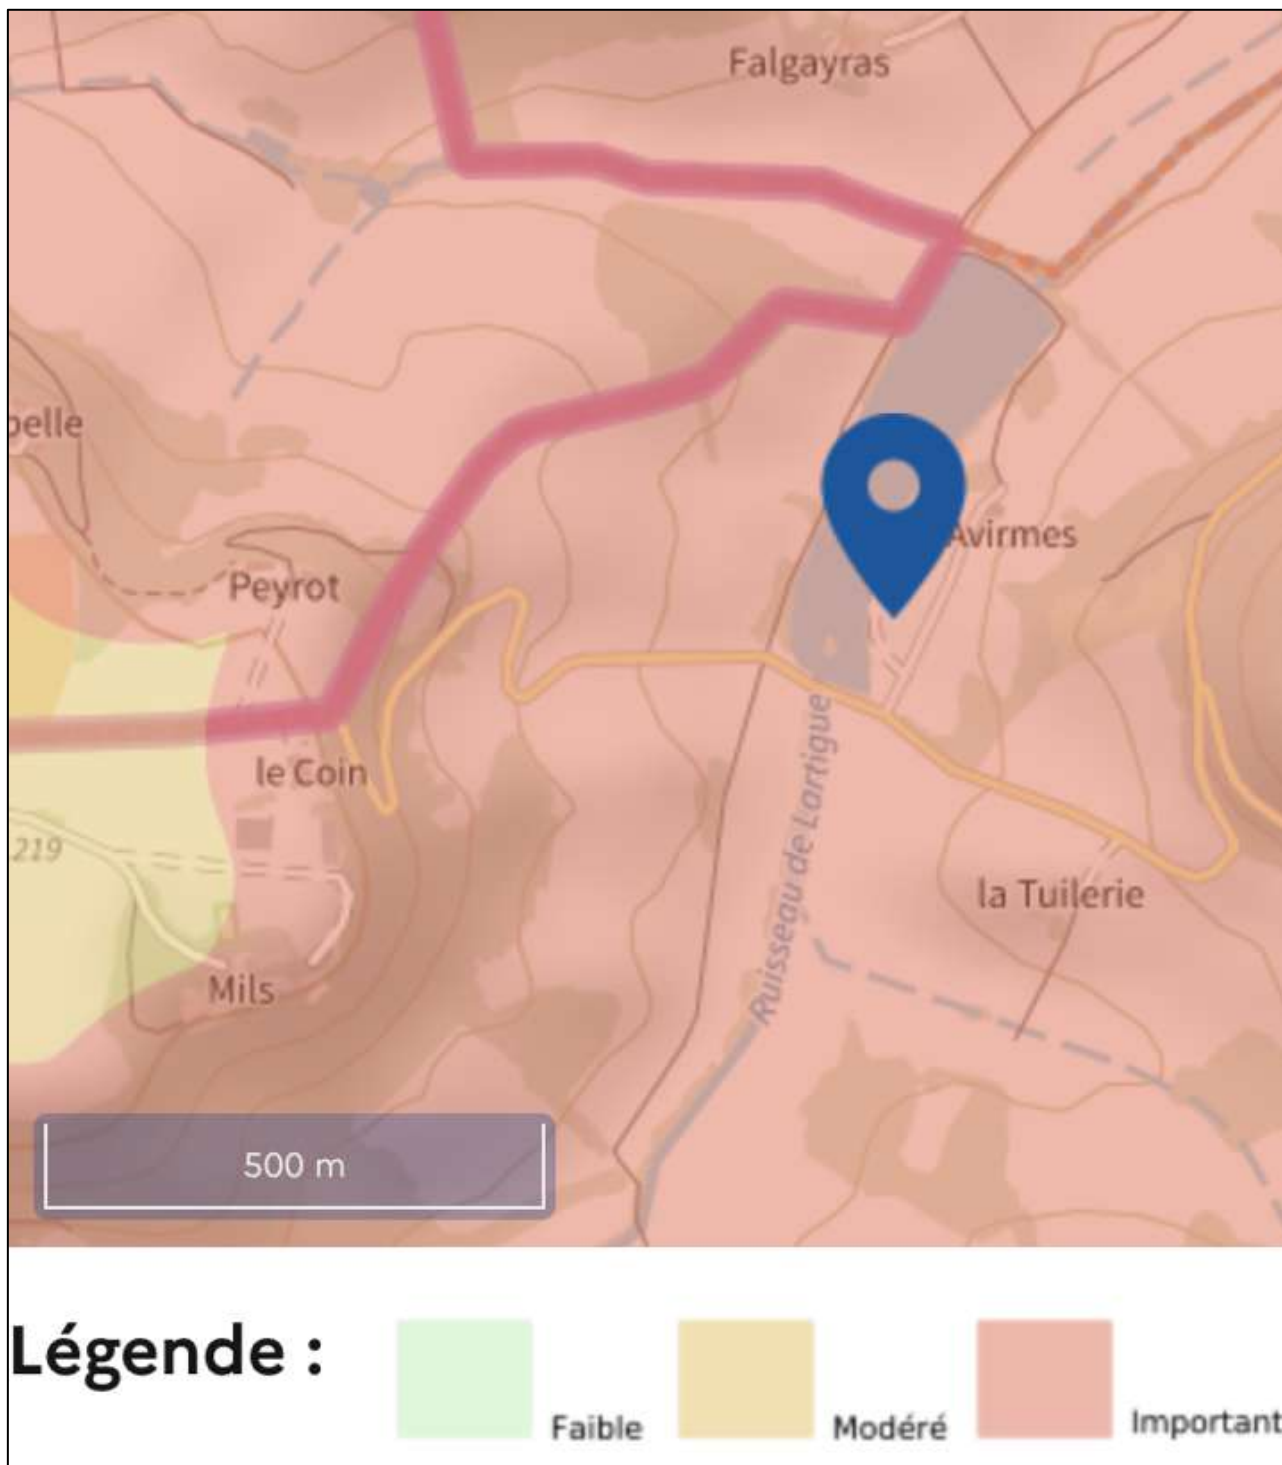 Falgayras
pelle
Avirmes
Peyrot
le Coin
219
Ruisseau de Lartigue
la Tuilerie
Mils
500 m
Légende :
Faible
Modéré
Important